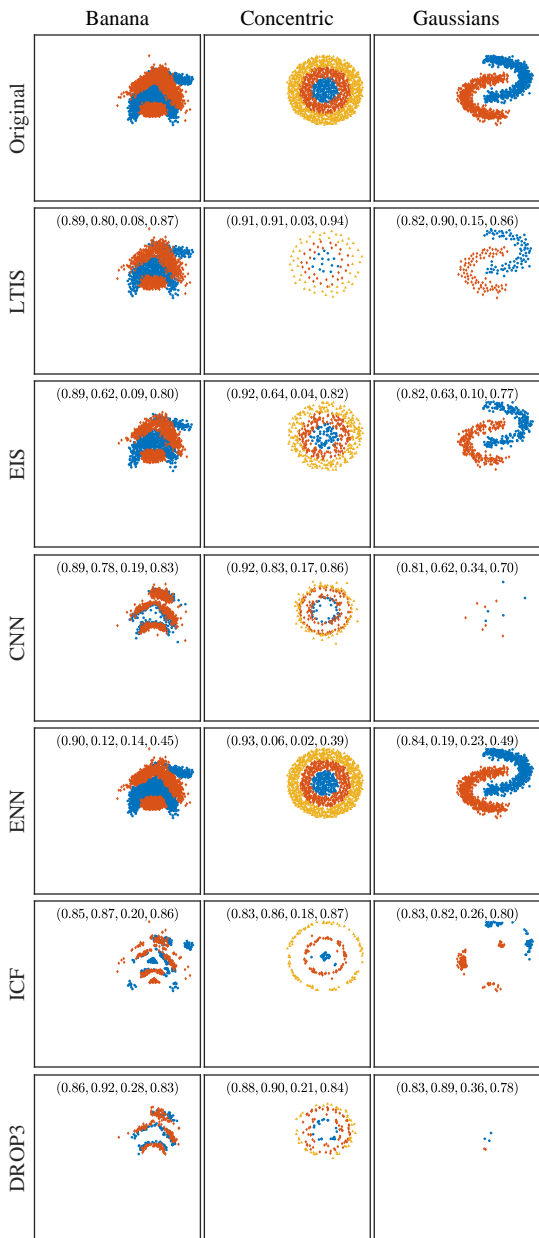 Banana Concentric Gaussians
Original
(0.89, 0.80, 0.08, 0.87) (0.91, 0.91, 0.03, 0.94) (0.82, 0.90, 0.15, 0.86)
LTIS
(0.89, 0.62, 0.09, 0.80) (0.92, 0.64, 0.04, 0.82) (0.82, 0.63, 0.10, 0.77)
EIS
(0.89, 0.78, 0.19, 0.83) (0.92, 0.83, 0.17, 0.86) (0.81, 0.62, 0.34, 0.70)
CNN
(0.90, 0.12, 0.14, 0.45) (0.93, 0.06, 0.02, 0.39) (0.84, 0.19, 0.23, 0.49)
ENN
(0.85, 0.87, 0.20, 0.86) (0.83, 0.86, 0.18, 0.87) (0.83, 0.82, 0.26, 0.80)
ICF
(0.86, 0.92, 0.28, 0.83) (0.88, 0.90, 0.21, 0.84) (0.83, 0.89, 0.36, 0.78)
DROP3